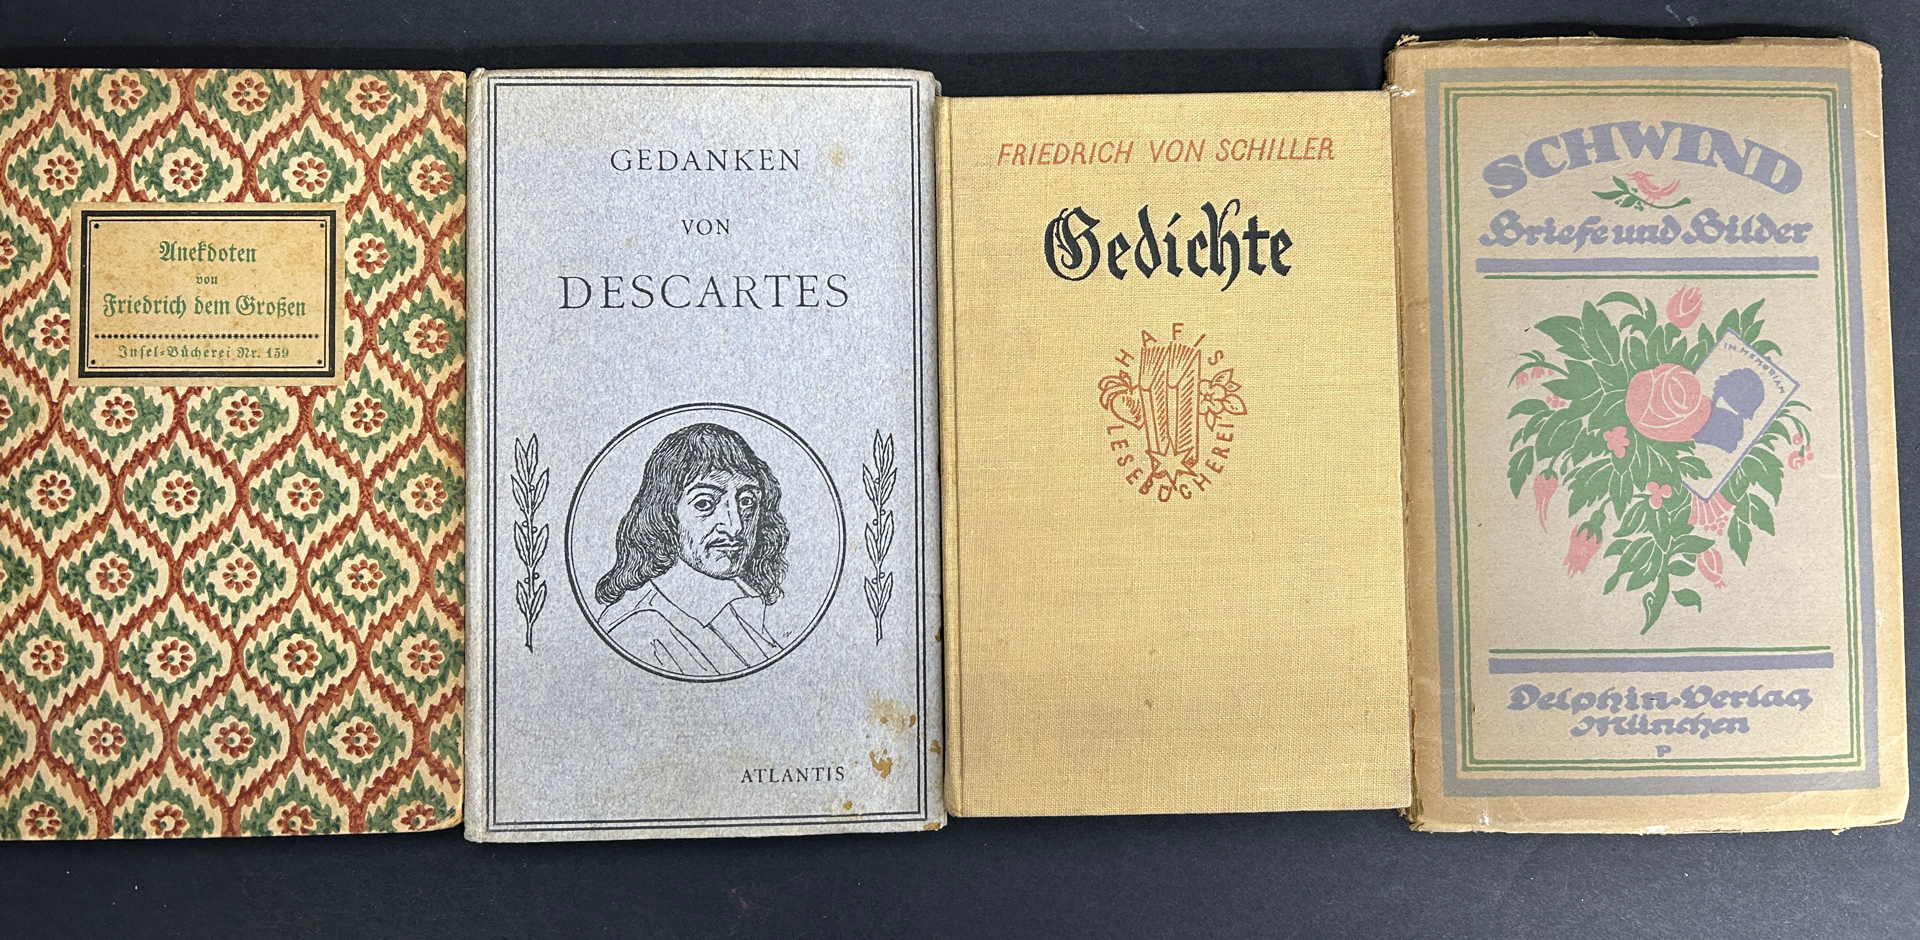 Anekdoten
von
Friedrich dem Großen
Insel-Bücherei Nr. 159
GEDANKEN
VON
DESCARTES
ATLANTIS
FRIEDRICH VON SCHILLER
Gedichte
HAFIS
LESEBÜCHEREI
SCHWIND
Briefe und Bilder
IN MEMORIAM
Delphin-Verlag
München
P